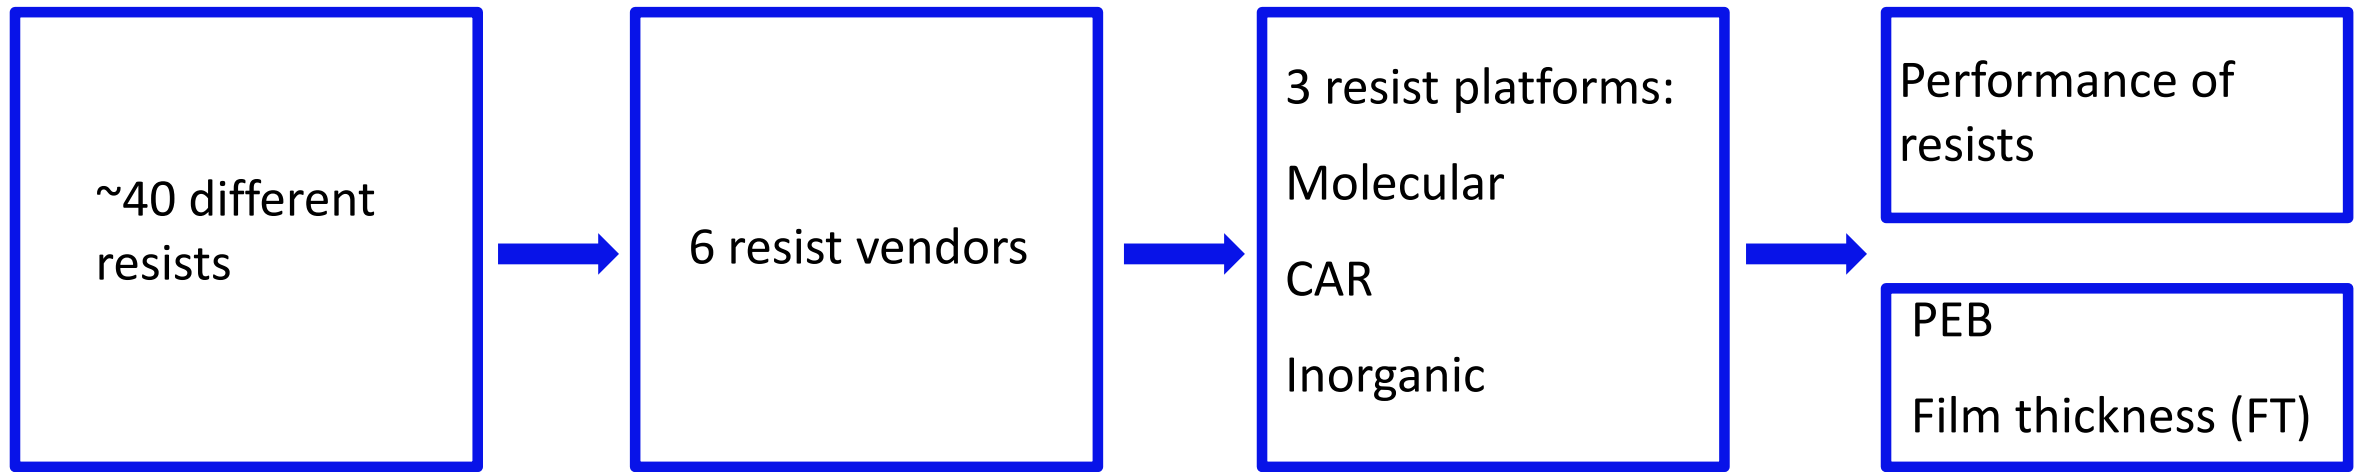 ~40 different
resists
6 resist vendors
3 resist platforms:
Molecular
CAR
Inorganic
Performance of
resists
PEB
Film thickness (FT)